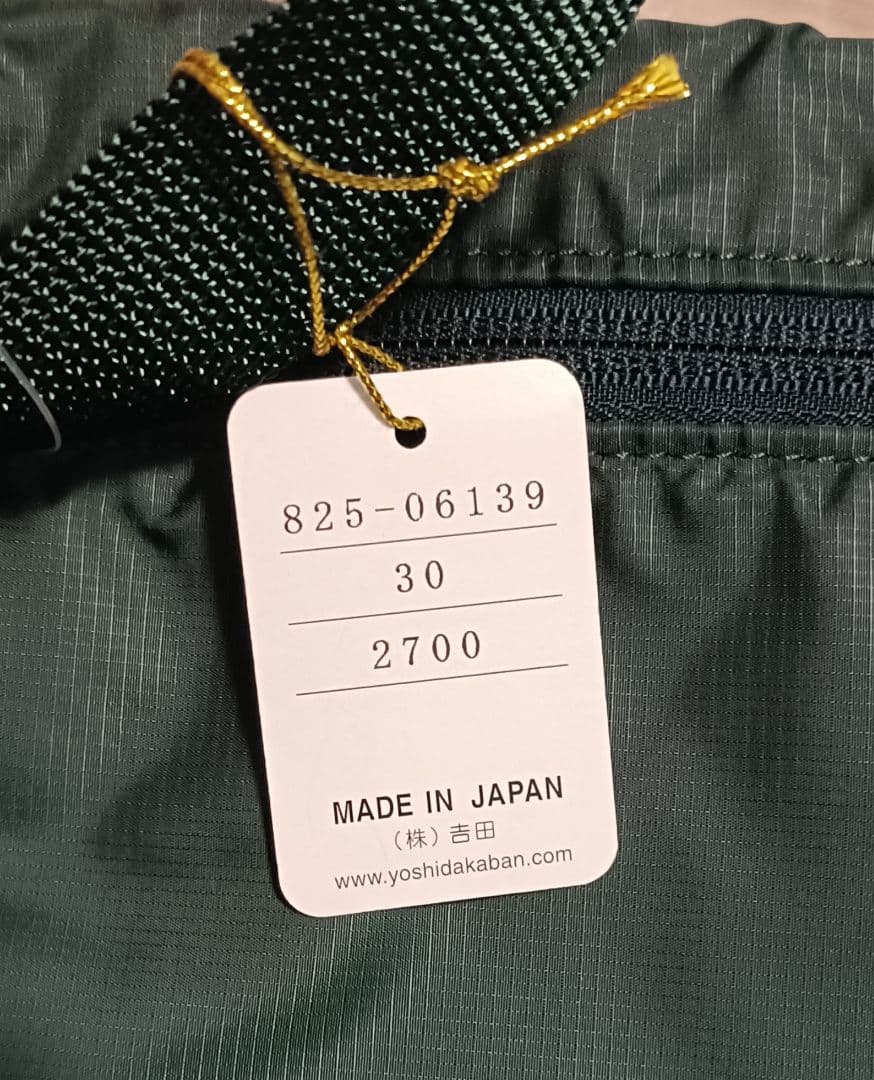 825-06139
30
2700
MADE IN JAPAN
(株)吉田
www.yoshidakaban.com